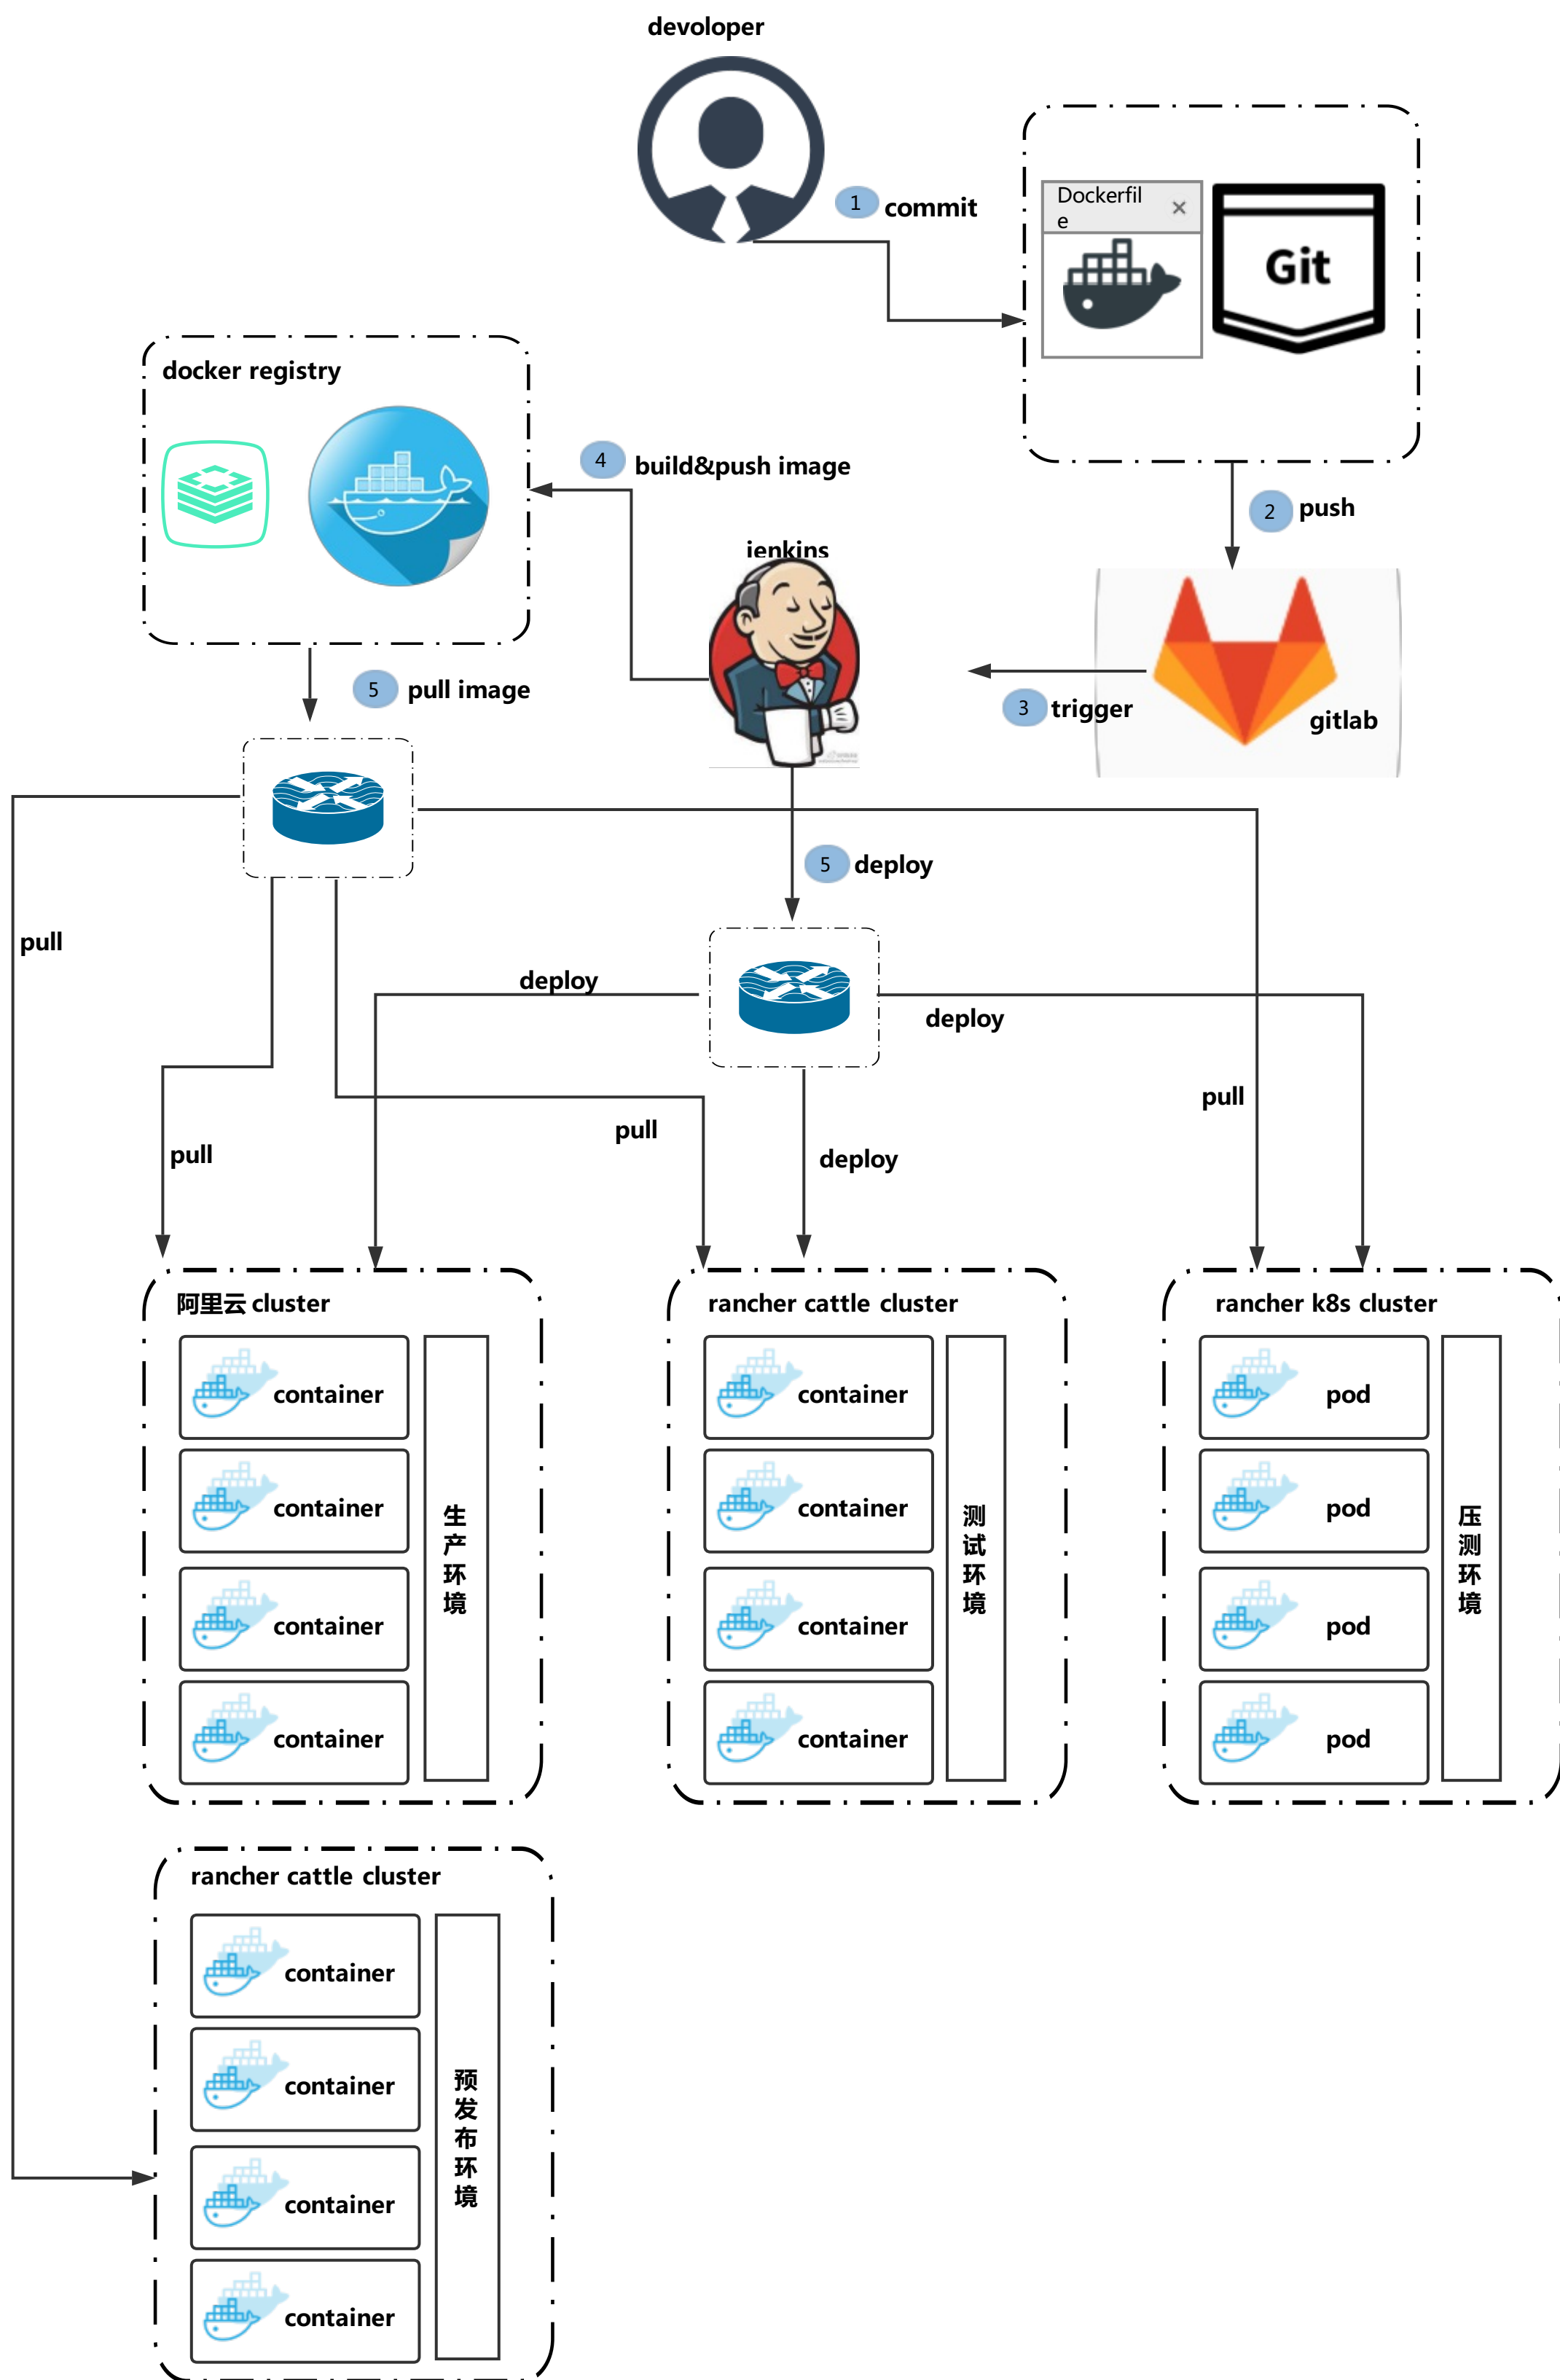 devoloper
1 commit
Dockerfil
e
Git
docker registry
4 build&push image
2 push
jenkins
5 pull image
3 trigger
gitlab
5 deploy
pull
deploy
deploy
pull
pull
pull
deploy
阿里云 cluster
container
container
container
container
生产环境
rancher cattle cluster
container
container
container
container
测试环境
rancher k8s cluster
pod
pod
pod
pod
压测环境
rancher cattle cluster
container
container
container
container
预发布环境